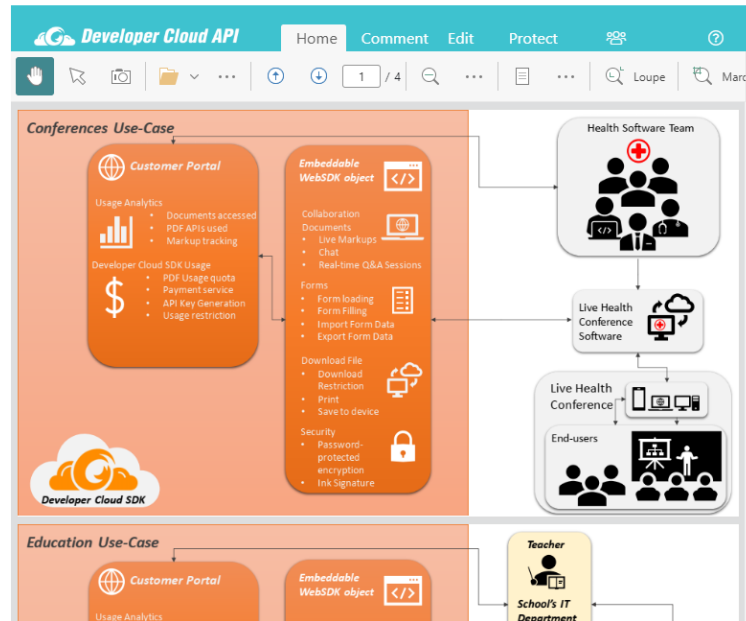 Developer Cloud API
Home Comment Edit Protect
1 / 4
Loupe
Marc
Conferences Use-Case
Customer Portal
Usage Analytics
• Documents accessed
• PDF APIs used
• Markup tracking
Developer Cloud SDK Usage
• PDF Usage quota
• Payment service
• API Key Generation
• Usage restriction
$
Embeddable
WebSDK object
</>
Collaboration
Documents
• Live Markups
• Chat
• Real-time Q&A Sessions
Forms
• Form loading
• Form Filling
• Import Form Data
• Export Form Data
Download File
• Download
Restriction
• Print
• Save to device
Security
• Password-
protected
encryption
• Ink Signature
Developer Cloud SDK
Health Software Team
</>
Live Health
Conference
Software
Live Health
Conference
End-users
Education Use-Case
Customer Portal
Usage Analytics
Embeddable
WebSDK object
</>
Teacher
School's IT
Department